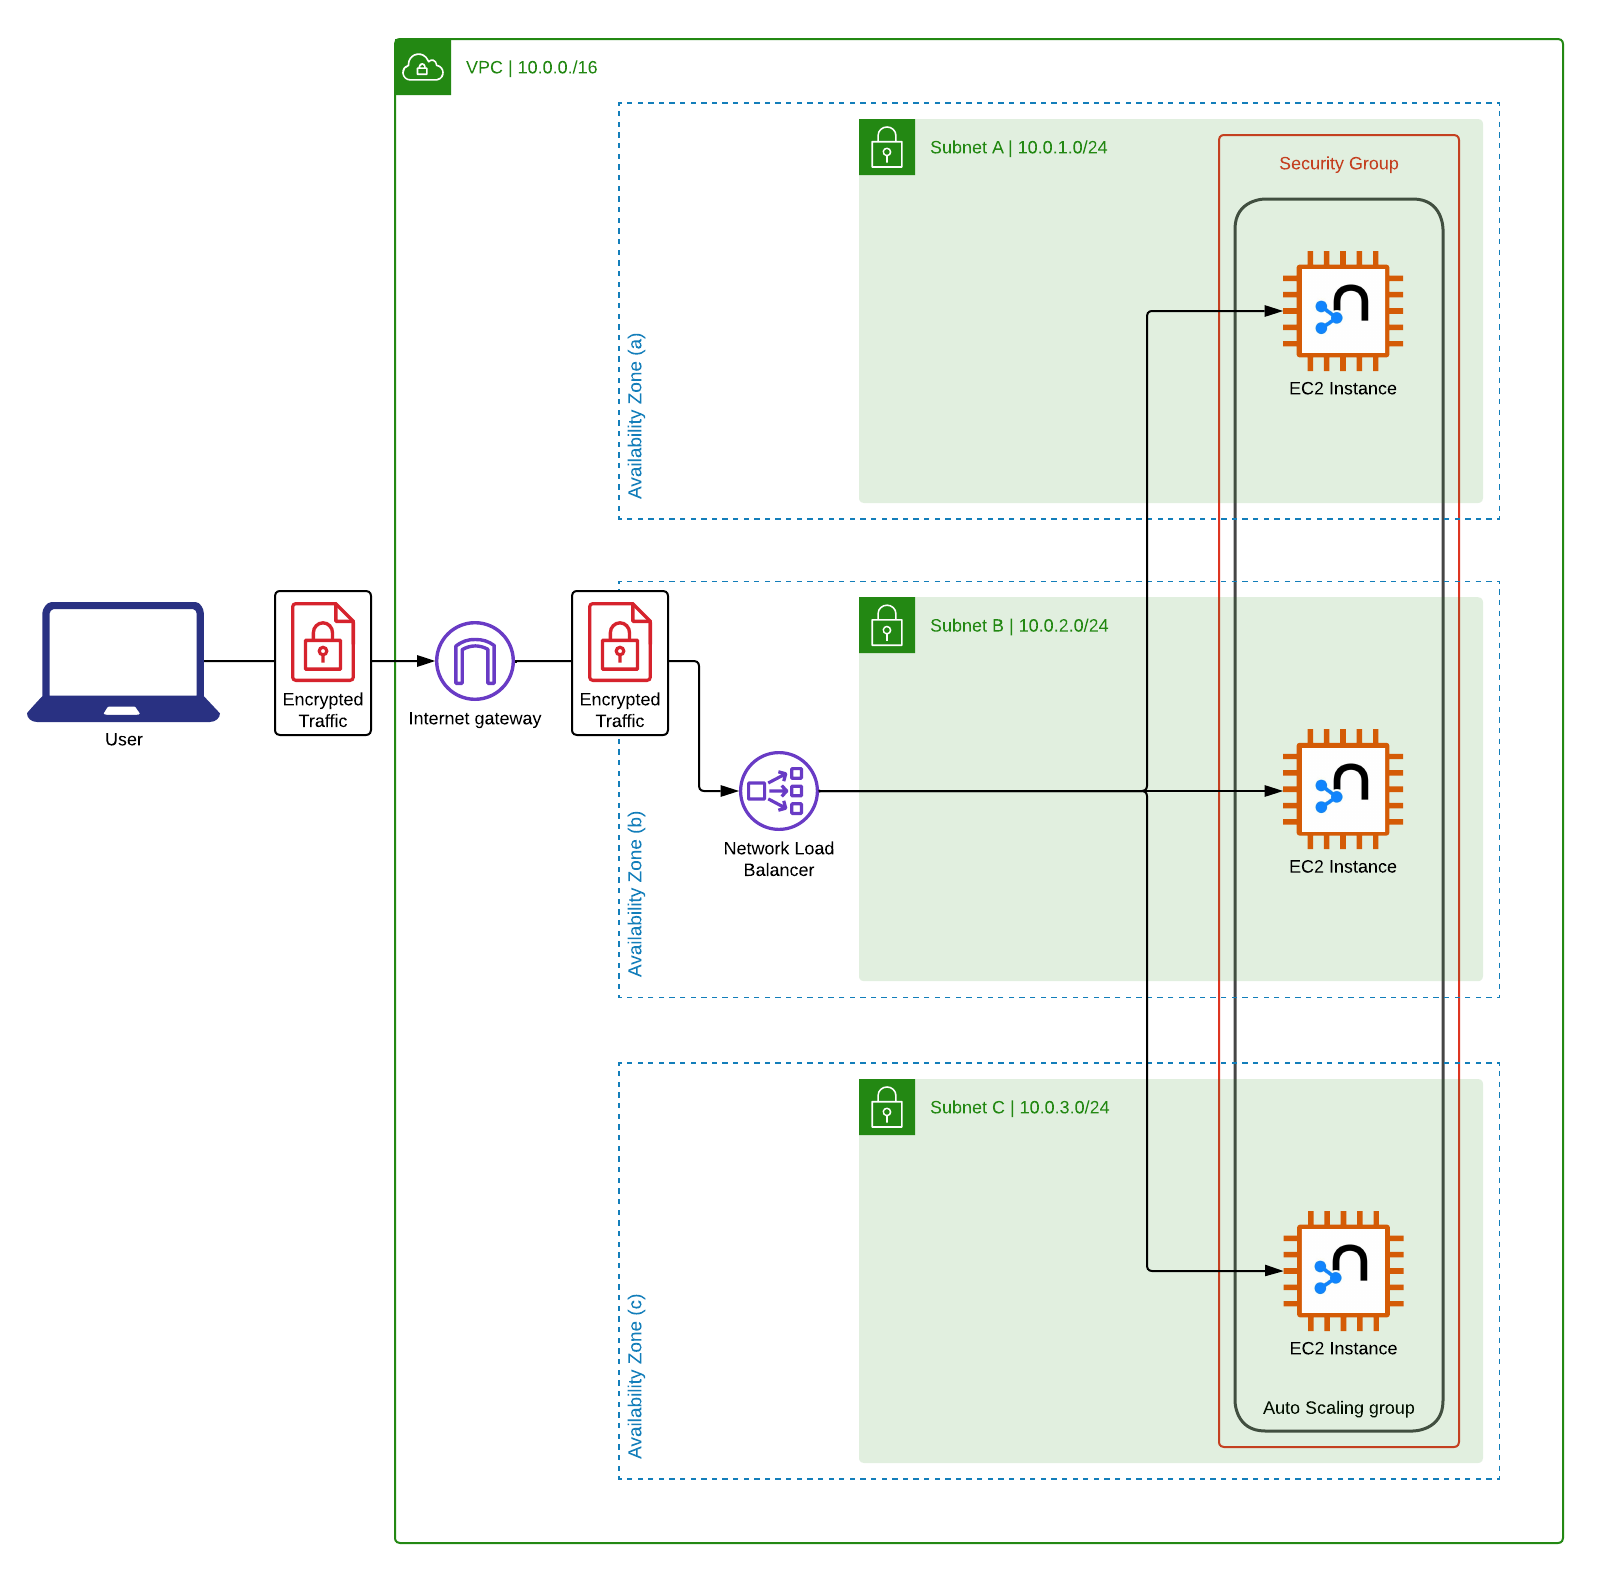 VPC | 10.0.0./16
Subnet A | 10.0.1.0/24
Security Group
EC2 Instance
Availability Zone (a)
Subnet B | 10.0.2.0/24
Encrypted
Traffic
Encrypted
Traffic
Internet gateway
User
Network Load
Balancer
EC2 Instance
Availability Zone (b)
Subnet C | 10.0.3.0/24
EC2 Instance
Auto Scaling group
Availability Zone (c)